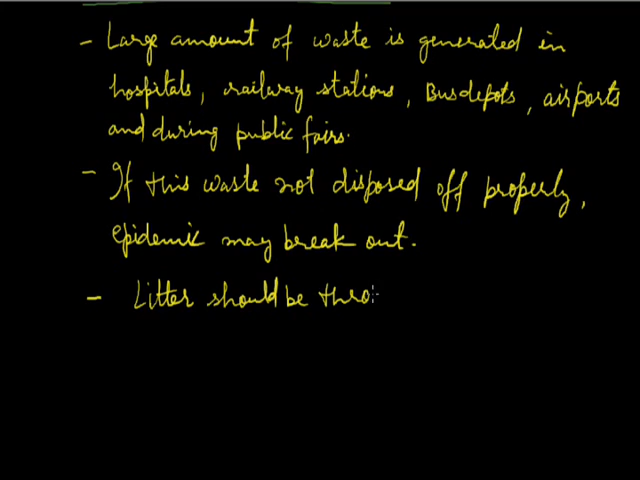 - Large amount of waste is generated in
hospitals, railway stations, Busdepots, airports
and during public fairs.
- If this waste not disposed off properly,
epidemic may break out.
- Litter should be thro